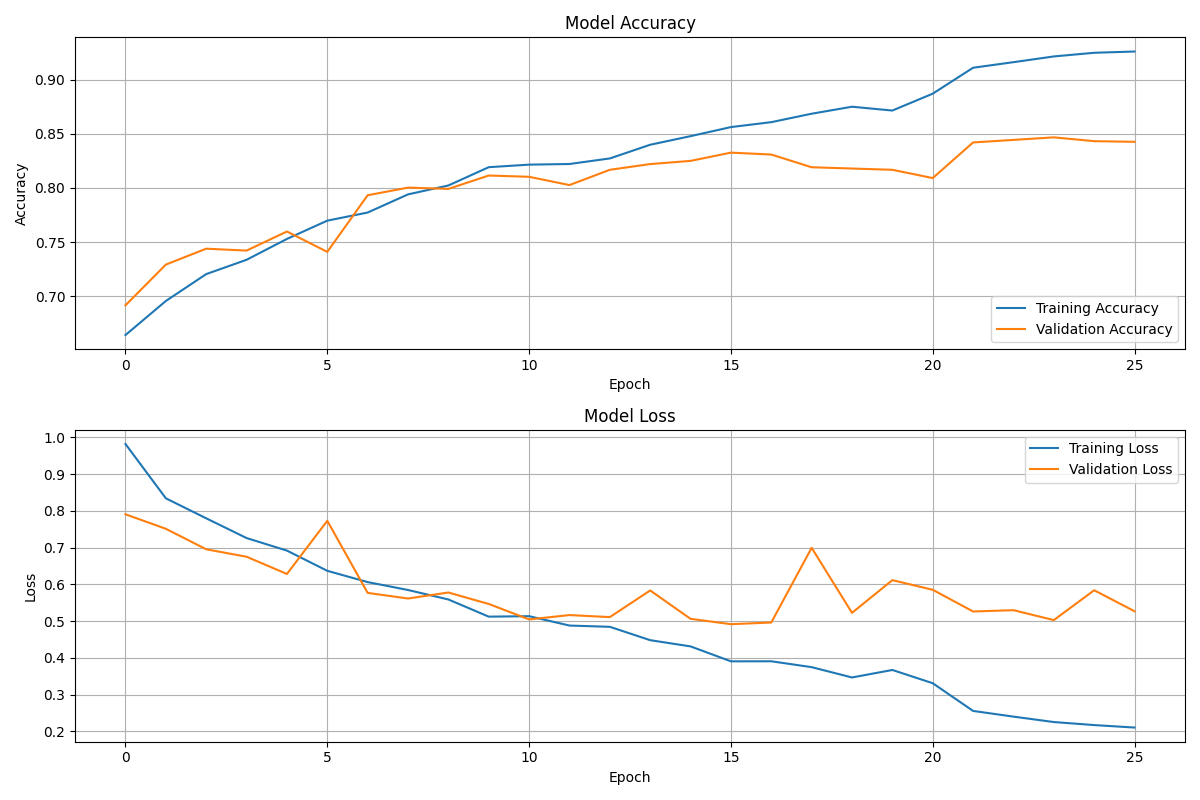 Model Accuracy
Accuracy
0.90
0.85
0.80
0.75
0.70
Training Accuracy
Validation Accuracy
0 5 10 15 20 25
Epoch
Model Loss
Loss
1.0
0.9
0.8
0.7
0.6
0.5
0.4
0.3
0.2
Training Loss
Validation Loss
0 5 10 15 20 25
Epoch